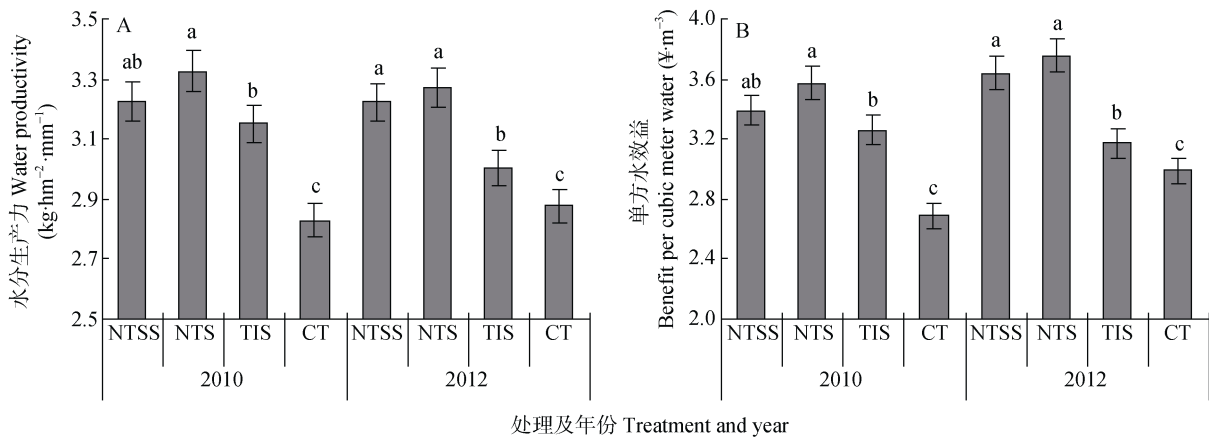 A
水分生产力 Water productivity
(kg·hm⁻²·mm⁻¹)
3.5
3.3
3.1
2.9
2.7
2.5
ab
a
b
c
a
a
b
c
NTSS NTS TIS CT NTSS NTS TIS CT
2010 2012
B
单方水效益
Benefit per cubic meter water (¥·m⁻³)
4.0
3.6
3.2
2.8
2.4
2.0
ab
a
b
c
a
a
b
c
NTSS NTS TIS CT NTSS NTS TIS CT
2010 2012
处理及年份 Treatment and year